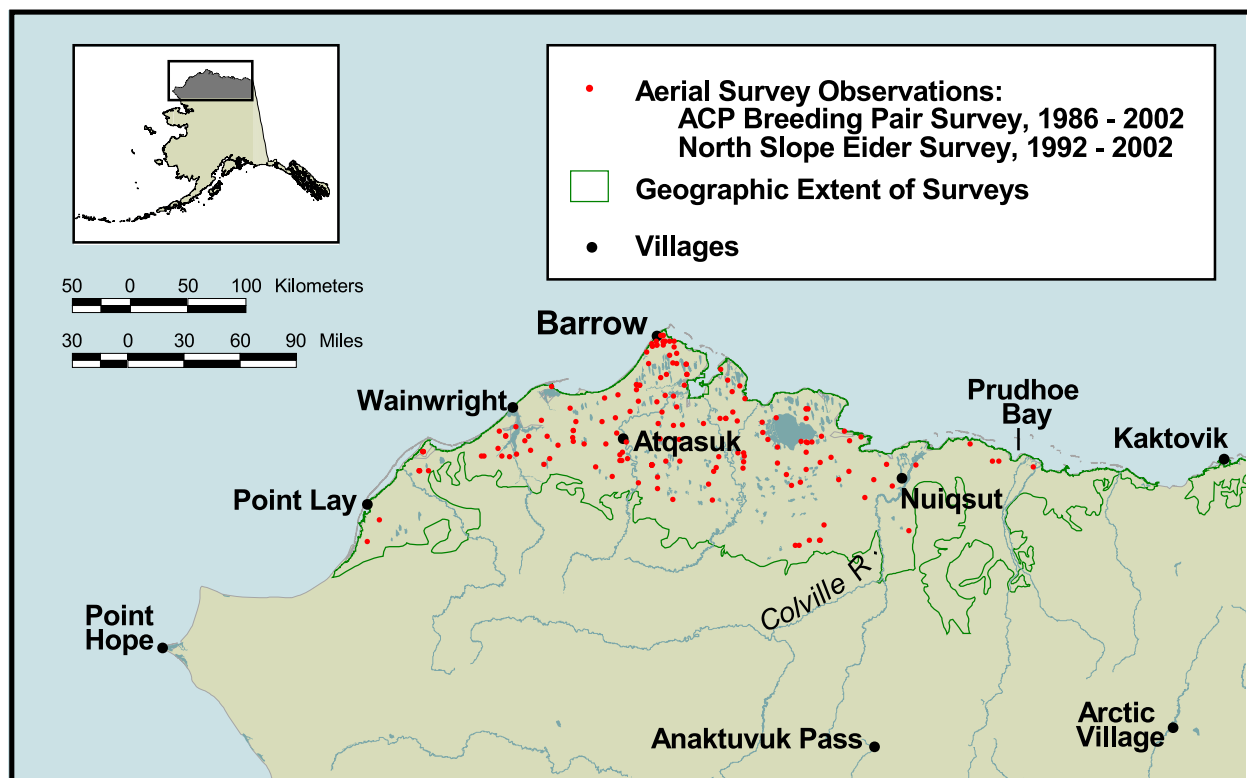 Aerial Survey Observations:
ACP Breeding Pair Survey, 1986 - 2002
North Slope Eider Survey, 1992 - 2002
Geographic Extent of Surveys
Villages
50 0 50 100 Kilometers
30 0 30 60 90 Miles
Barrow
Wainwright
Atqasuk
Prudhoe
Bay
Kaktovik
Point Lay
Nuiqsut
Colville R.
Point
Hope
Anaktuvuk Pass
Arctic
Village